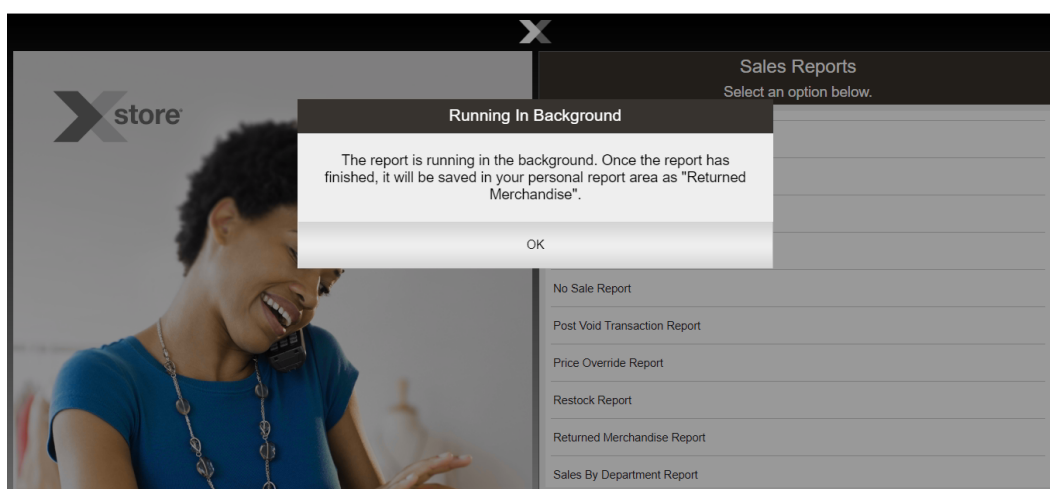 Xstore
Sales Reports
Select an option below.
Running In Background
The report is running in the background. Once the report has
finished, it will be saved in your personal report area as "Returned
Merchandise".
OK
No Sale Report
Post Void Transaction Report
Price Override Report
Restock Report
Returned Merchandise Report
Sales By Department Report